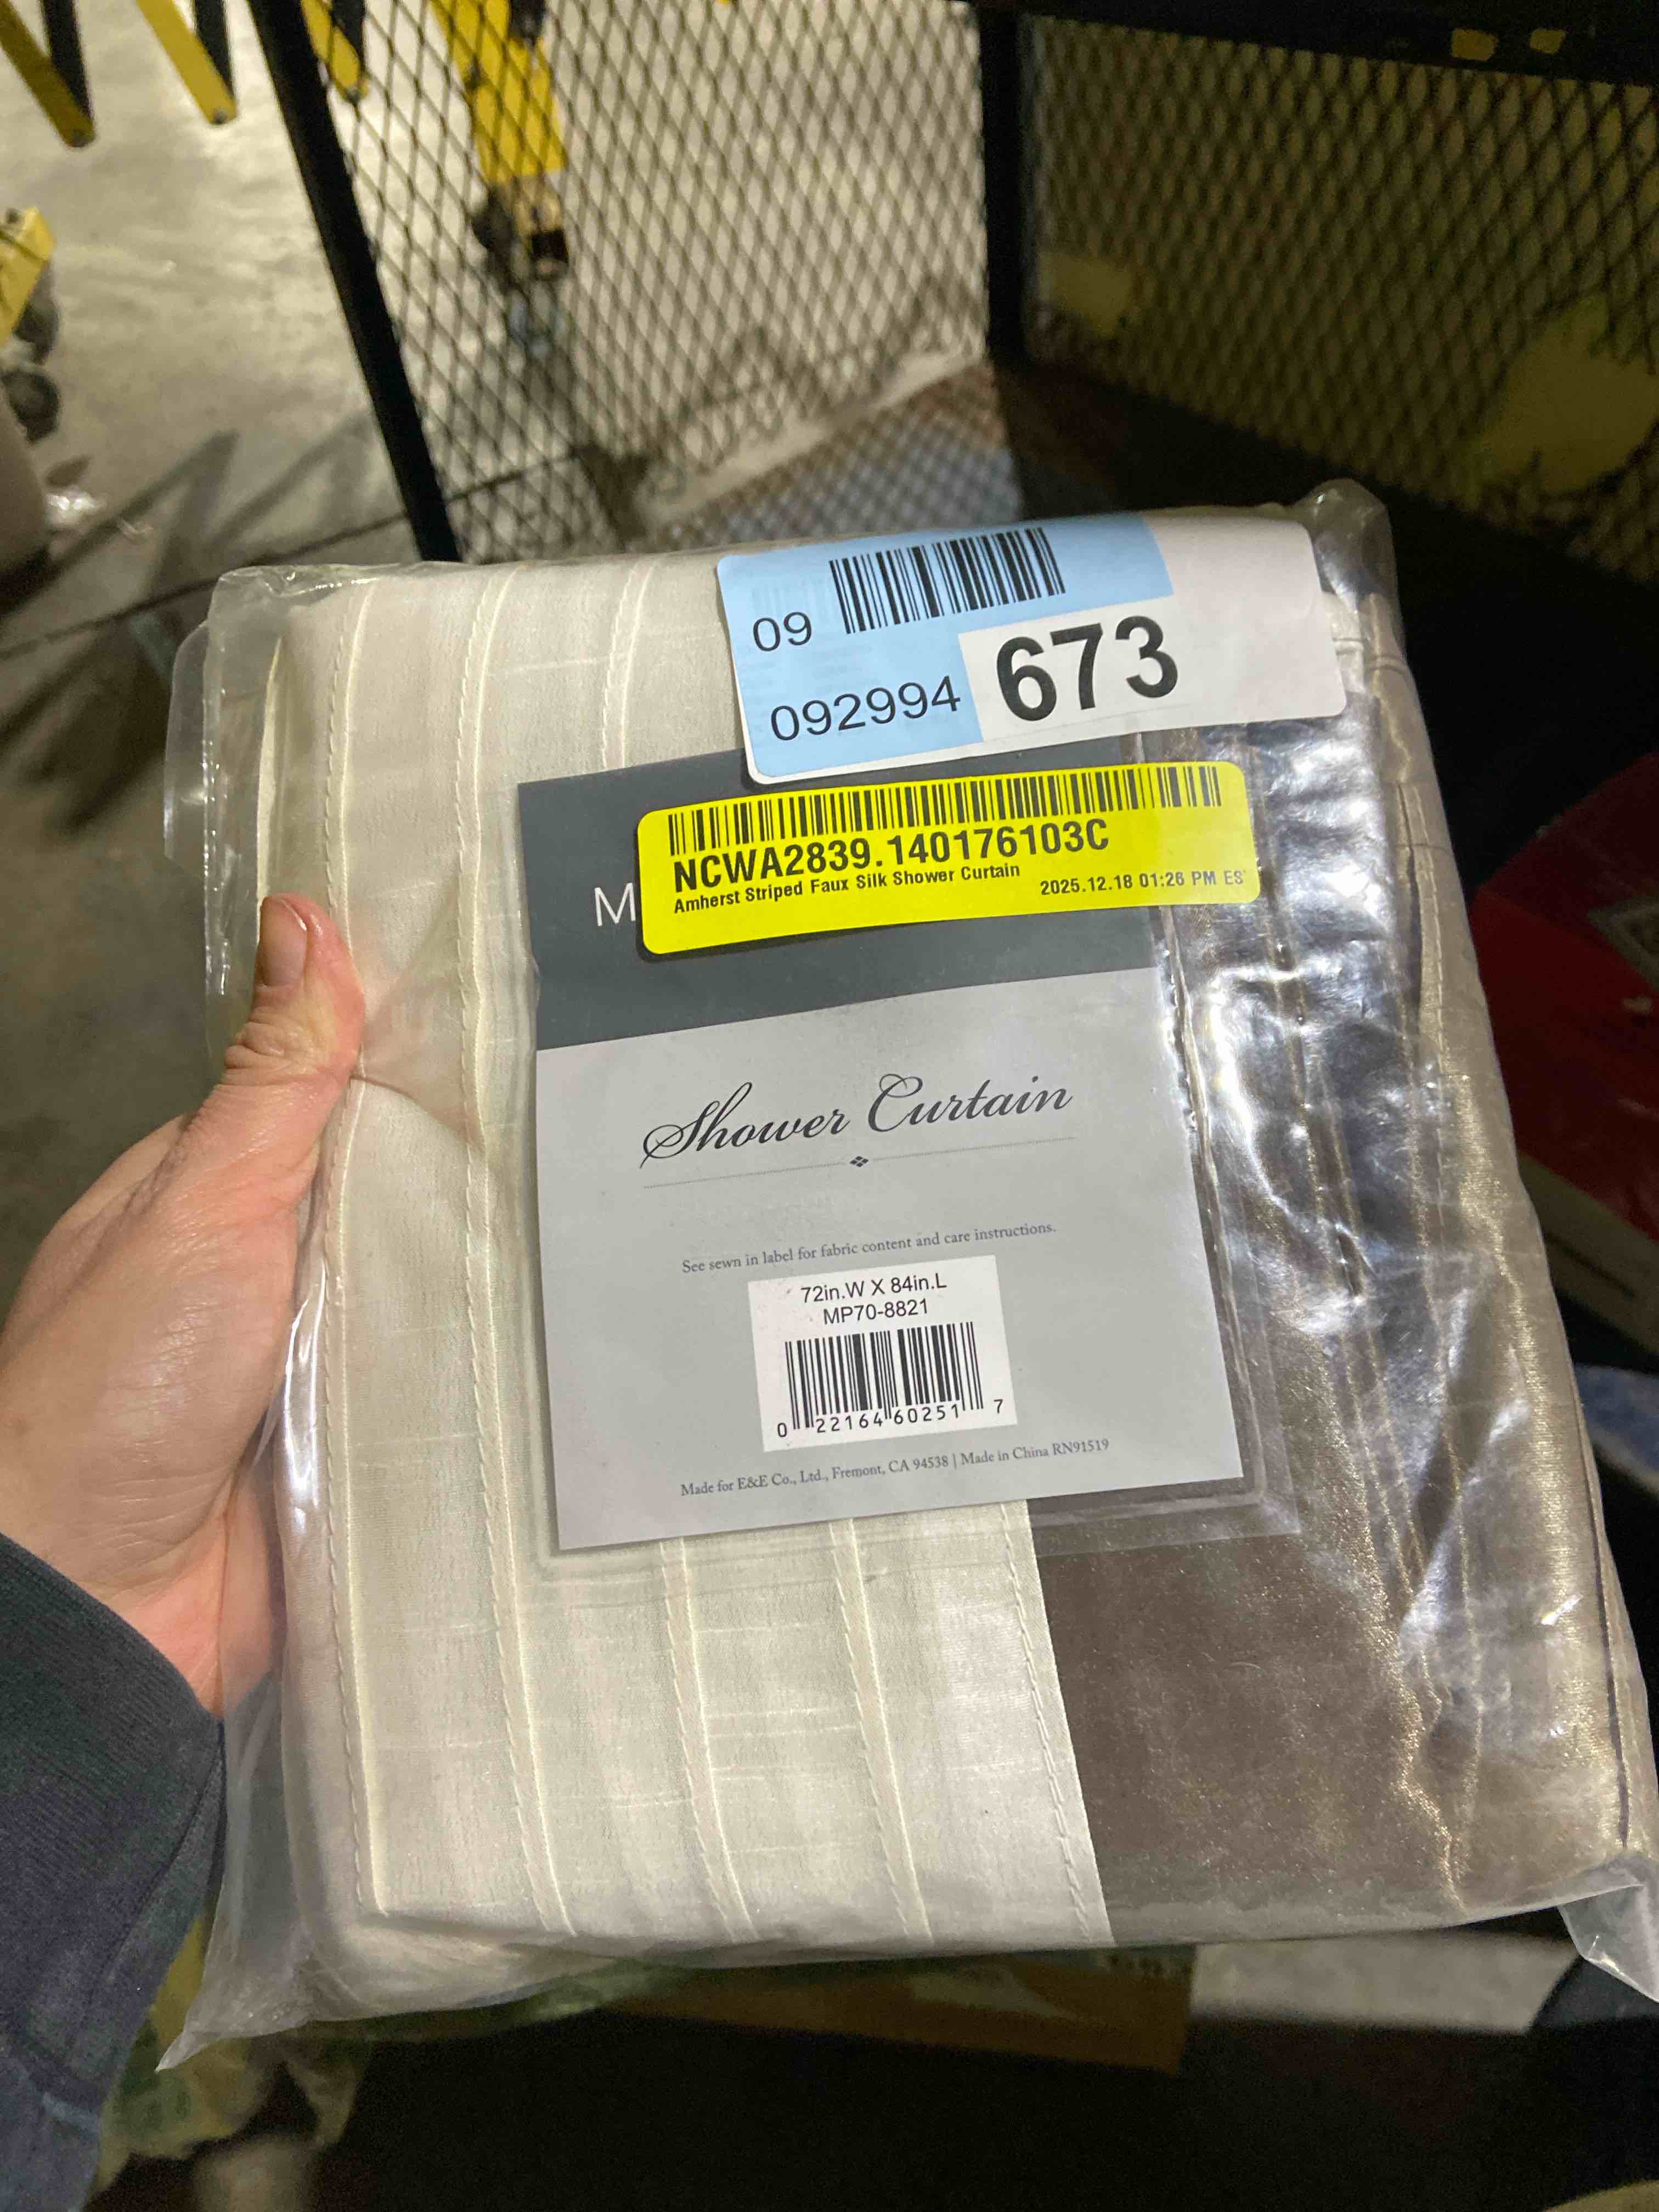 09
092994 673
NCWA2839.140176103C
Amherst Striped Faux Silk Shower Curtain
2025.12.18 01:26 PM ES
M
Shower Curtain
See sewn in label for fabric content and care instructions.
72in.W X 84in.L
MP70-8821
0 22164 60251 7
Made for E&E Co., Ltd., Fremont, CA 94538 | Made in China RN91519